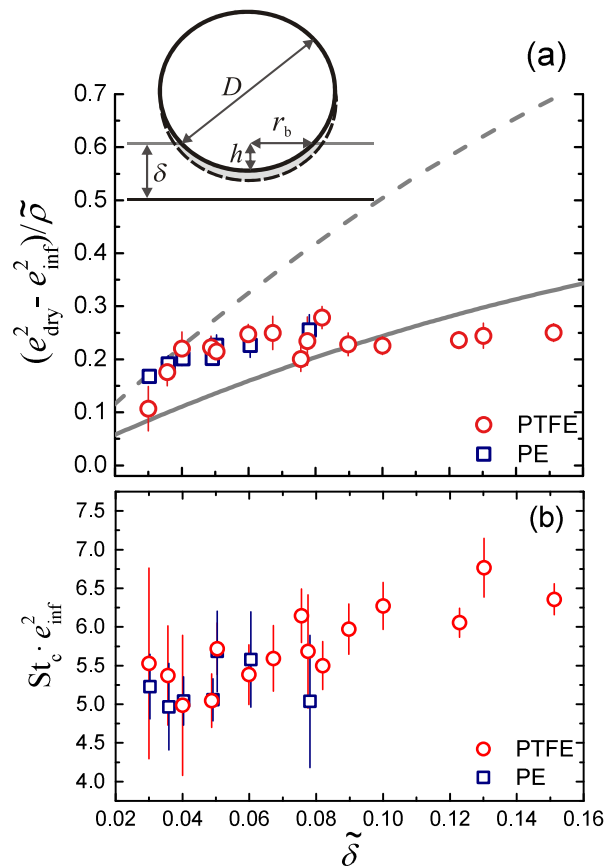 (a)
D
r_b
h
δ
(e²_dry - e²_inf)/ρ̃
0.7
0.6
0.5
0.4
0.3
0.2
0.1
0.0
PTFE
PE
(b)
St_c · e²_inf
7.5
7.0
6.5
6.0
5.5
5.0
4.5
4.0
PTFE
PE
0.02 0.04 0.06 0.08 0.10 0.12 0.14 0.16
δ̃